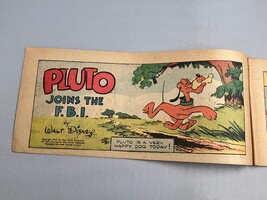 PLUTO
JOINS THE
F.B.I.
by
WALT DISNEY
PLUTO IS A VERY
HAPPY DOG TODAY!